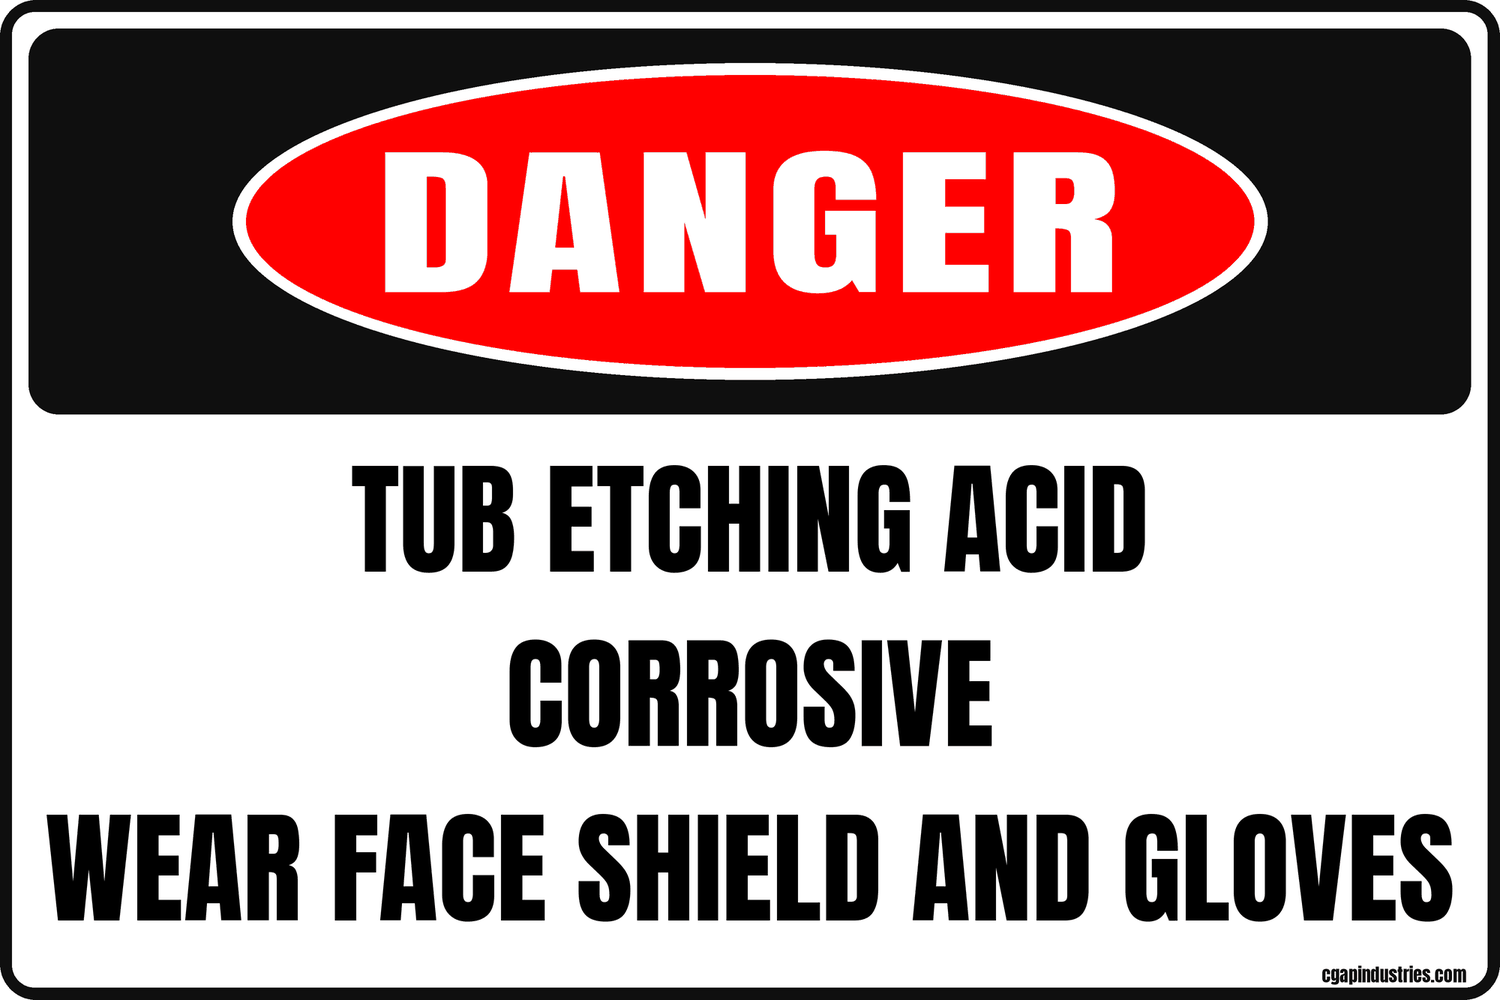 DANGER
TUB ETCHING ACID
CORROSIVE
WEAR FACE SHIELD AND GLOVES
cgapindustries.com